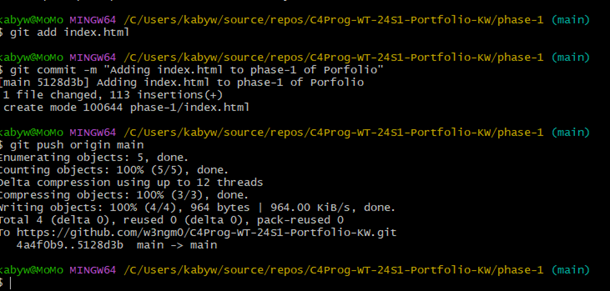 kabyw@MoMo MINGW64 /C/Users/kabyw/source/repos/C4Prog-WT-24S1-Portfolio-KW/phase-1 (main)
$ git add index.html
kabyw@MoMo MINGW64 /C/Users/kabyw/source/repos/C4Prog-WT-24S1-Portfolio-KW/phase-1 (main)
$ git commit -m "Adding index.html to phase-1 of Porfolio"
[main 5128d3b] Adding index.html to phase-1 of Porfolio
1 file changed, 113 insertions(+)
create mode 100644 phase-1/index.html
kabyw@MoMo MINGW64 /C/Users/kabyw/source/repos/C4Prog-WT-24S1-Portfolio-KW/phase-1 (main)
$ git push origin main
Enumerating objects: 5, done.
Counting objects: 100% (5/5), done.
Delta compression using up to 12 threads
Compressing objects: 100% (3/3), done.
Writing objects: 100% (4/4), 964 bytes | 964.00 KiB/s, done.
Total 4 (delta 0), reused 0 (delta 0), pack-reused 0
To https://github.com/w3ngm0/C4Prog-WT-24S1-Portfolio-KW.git
4a4f0b9..5128d3b main -> main
kabyw@MoMo MINGW64 /C/Users/kabyw/source/repos/C4Prog-WT-24S1-Portfolio-KW/phase-1 (main)
$